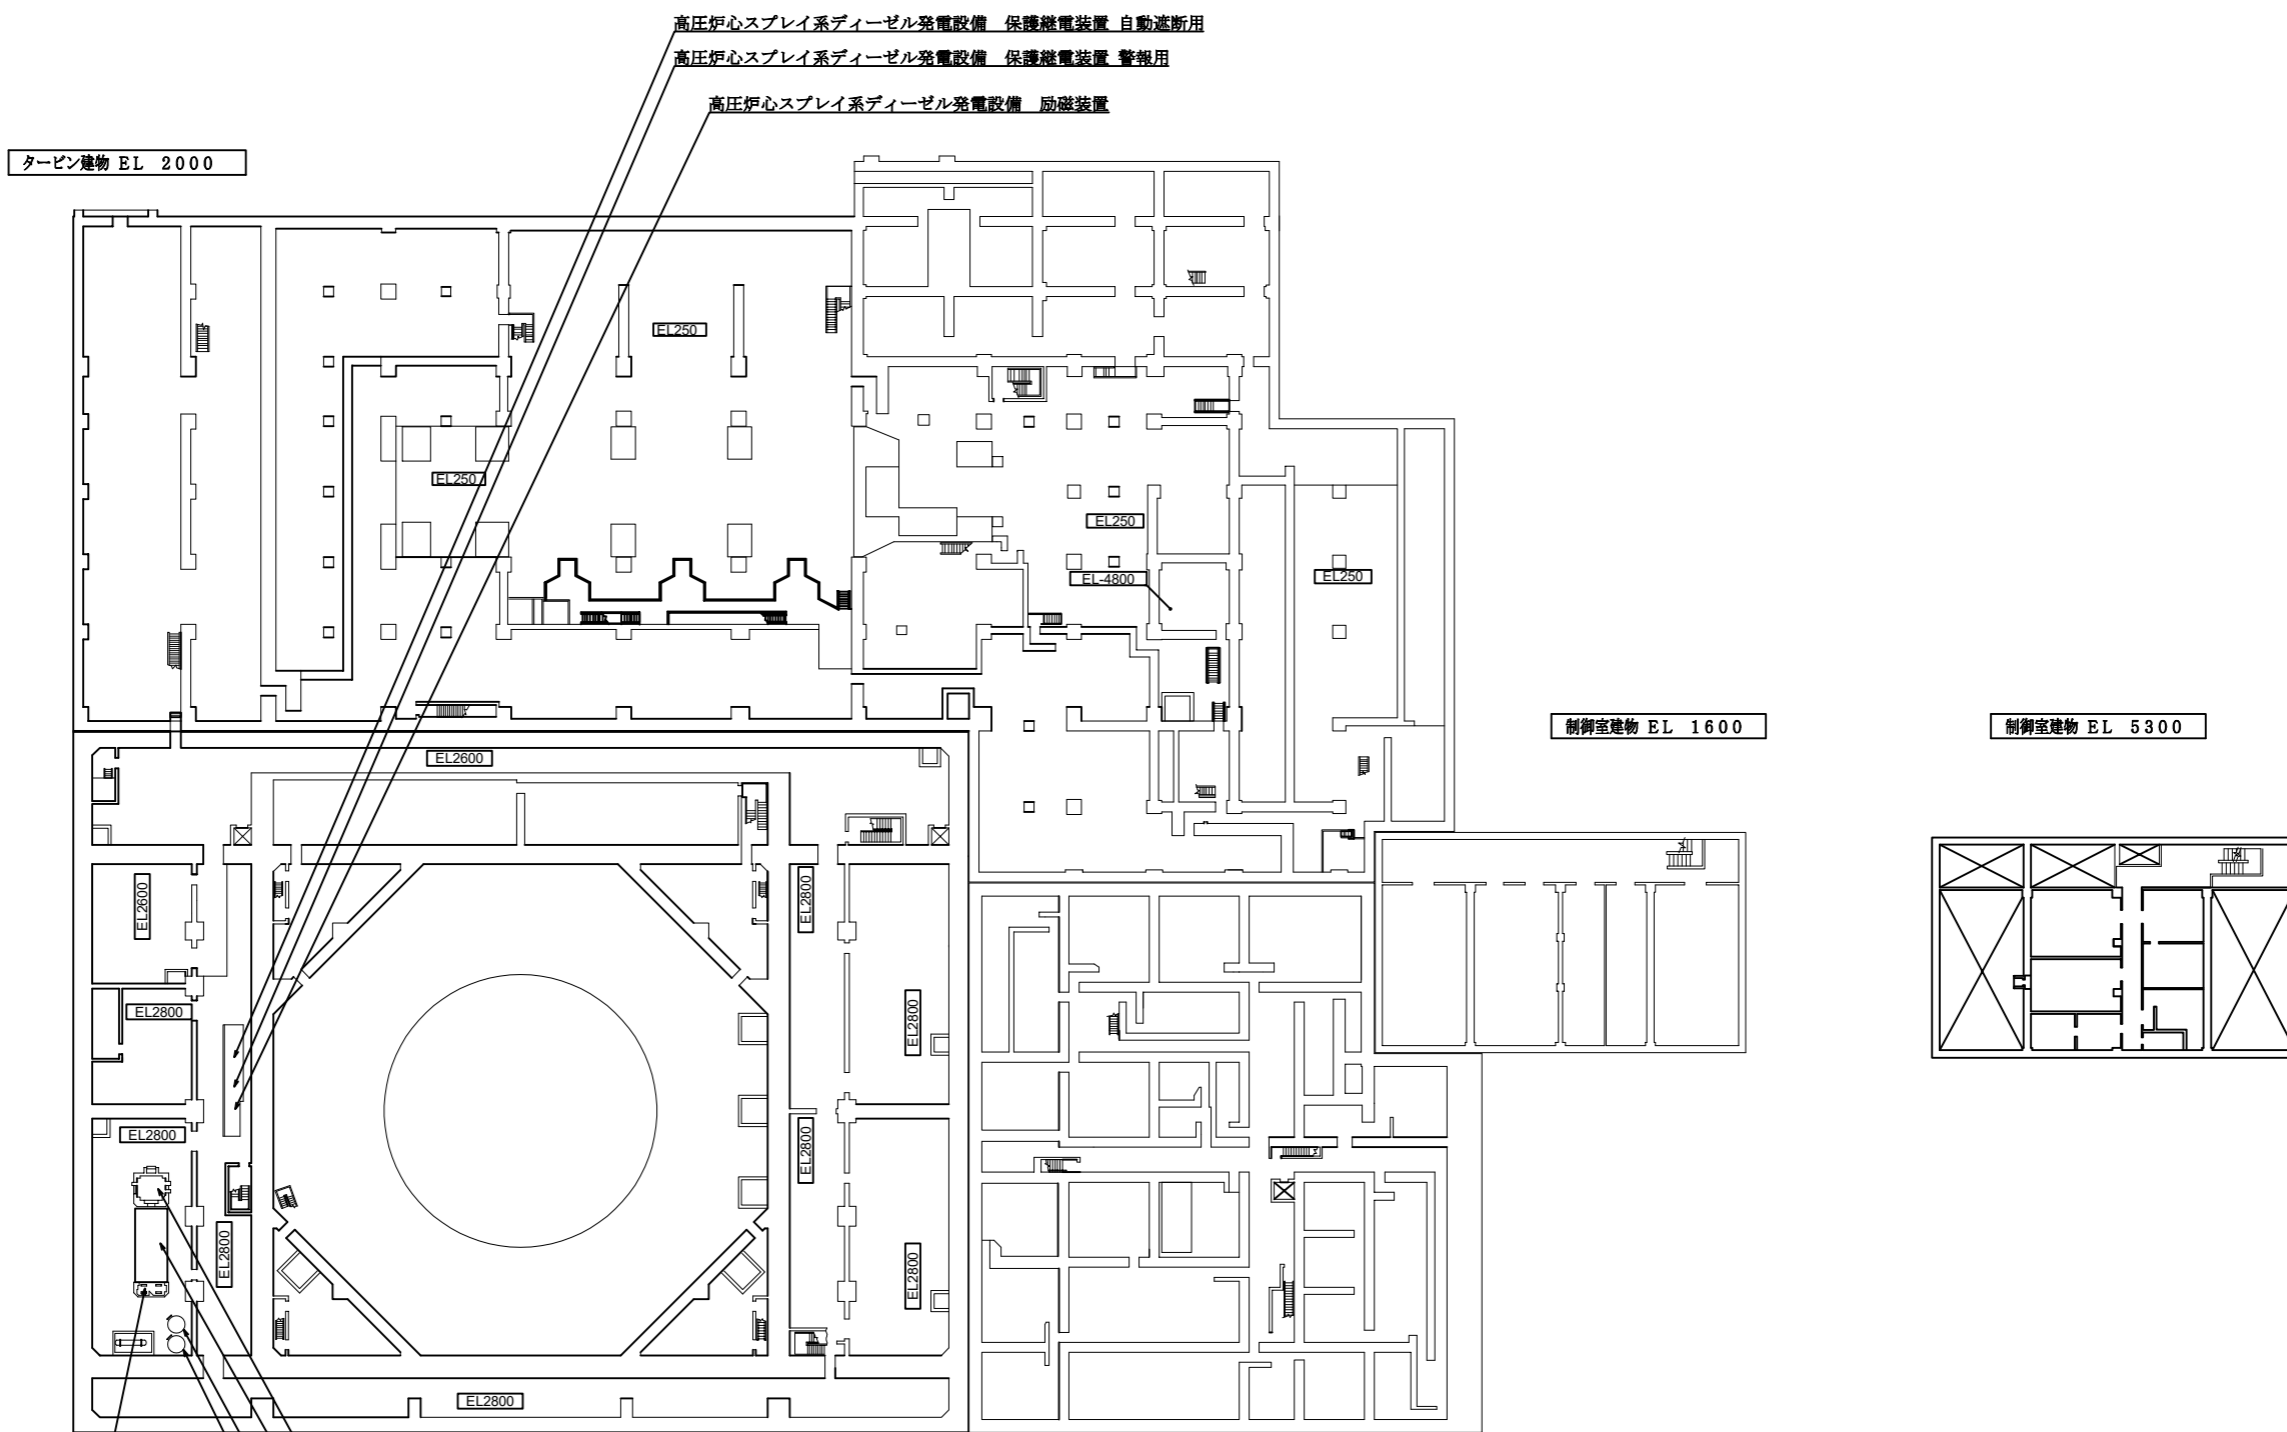 高圧炉心スプレイ系ディーゼル発電設備　保護継電装置 自動遮断用
高圧炉心スプレイ系ディーゼル発電設備　保護継電装置 警報用
高圧炉心スプレイ系ディーゼル発電設備　励磁装置
タービン建物 EL 2000
EL250
EL250
EL250
EL-4800
EL250
制御室建物 EL 1600
制御室建物 EL 5300
EL2600
EL2600
EL2800
EL2800
EL2800
EL2800
EL2800
EL2800
EL2800
EL2800
EL2800